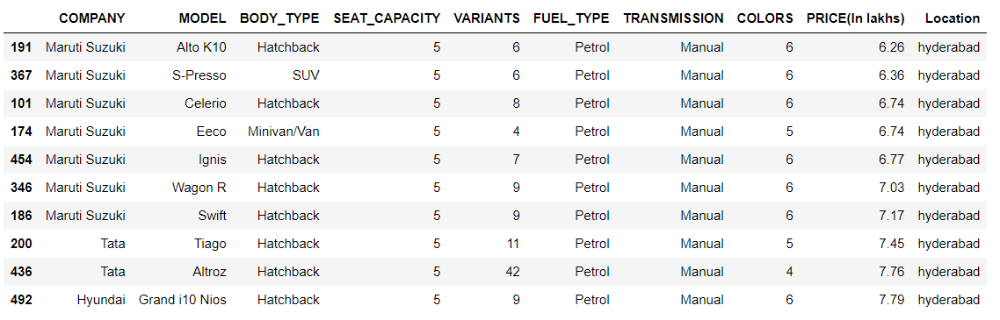 COMPANY MODEL BODY_TYPE SEAT_CAPACITY VARIANTS FUEL_TYPE TRANSMISSION COLORS PRICE(In lakhs) Location
191 Maruti Suzuki Alto K10 Hatchback 5 6 Petrol Manual 6 6.26 hyderabad
367 Maruti Suzuki S-Presso SUV 5 6 Petrol Manual 6 6.36 hyderabad
101 Maruti Suzuki Celerio Hatchback 5 8 Petrol Manual 6 6.74 hyderabad
174 Maruti Suzuki Eeco Minivan/Van 5 4 Petrol Manual 5 6.74 hyderabad
454 Maruti Suzuki Ignis Hatchback 5 7 Petrol Manual 6 6.77 hyderabad
346 Maruti Suzuki Wagon R Hatchback 5 9 Petrol Manual 6 7.03 hyderabad
186 Maruti Suzuki Swift Hatchback 5 9 Petrol Manual 6 7.17 hyderabad
200 Tata Tiago Hatchback 5 11 Petrol Manual 5 7.45 hyderabad
436 Tata Altroz Hatchback 5 42 Petrol Manual 4 7.76 hyderabad
492 Hyundai Grand i10 Nios Hatchback 5 9 Petrol Manual 6 7.79 hyderabad